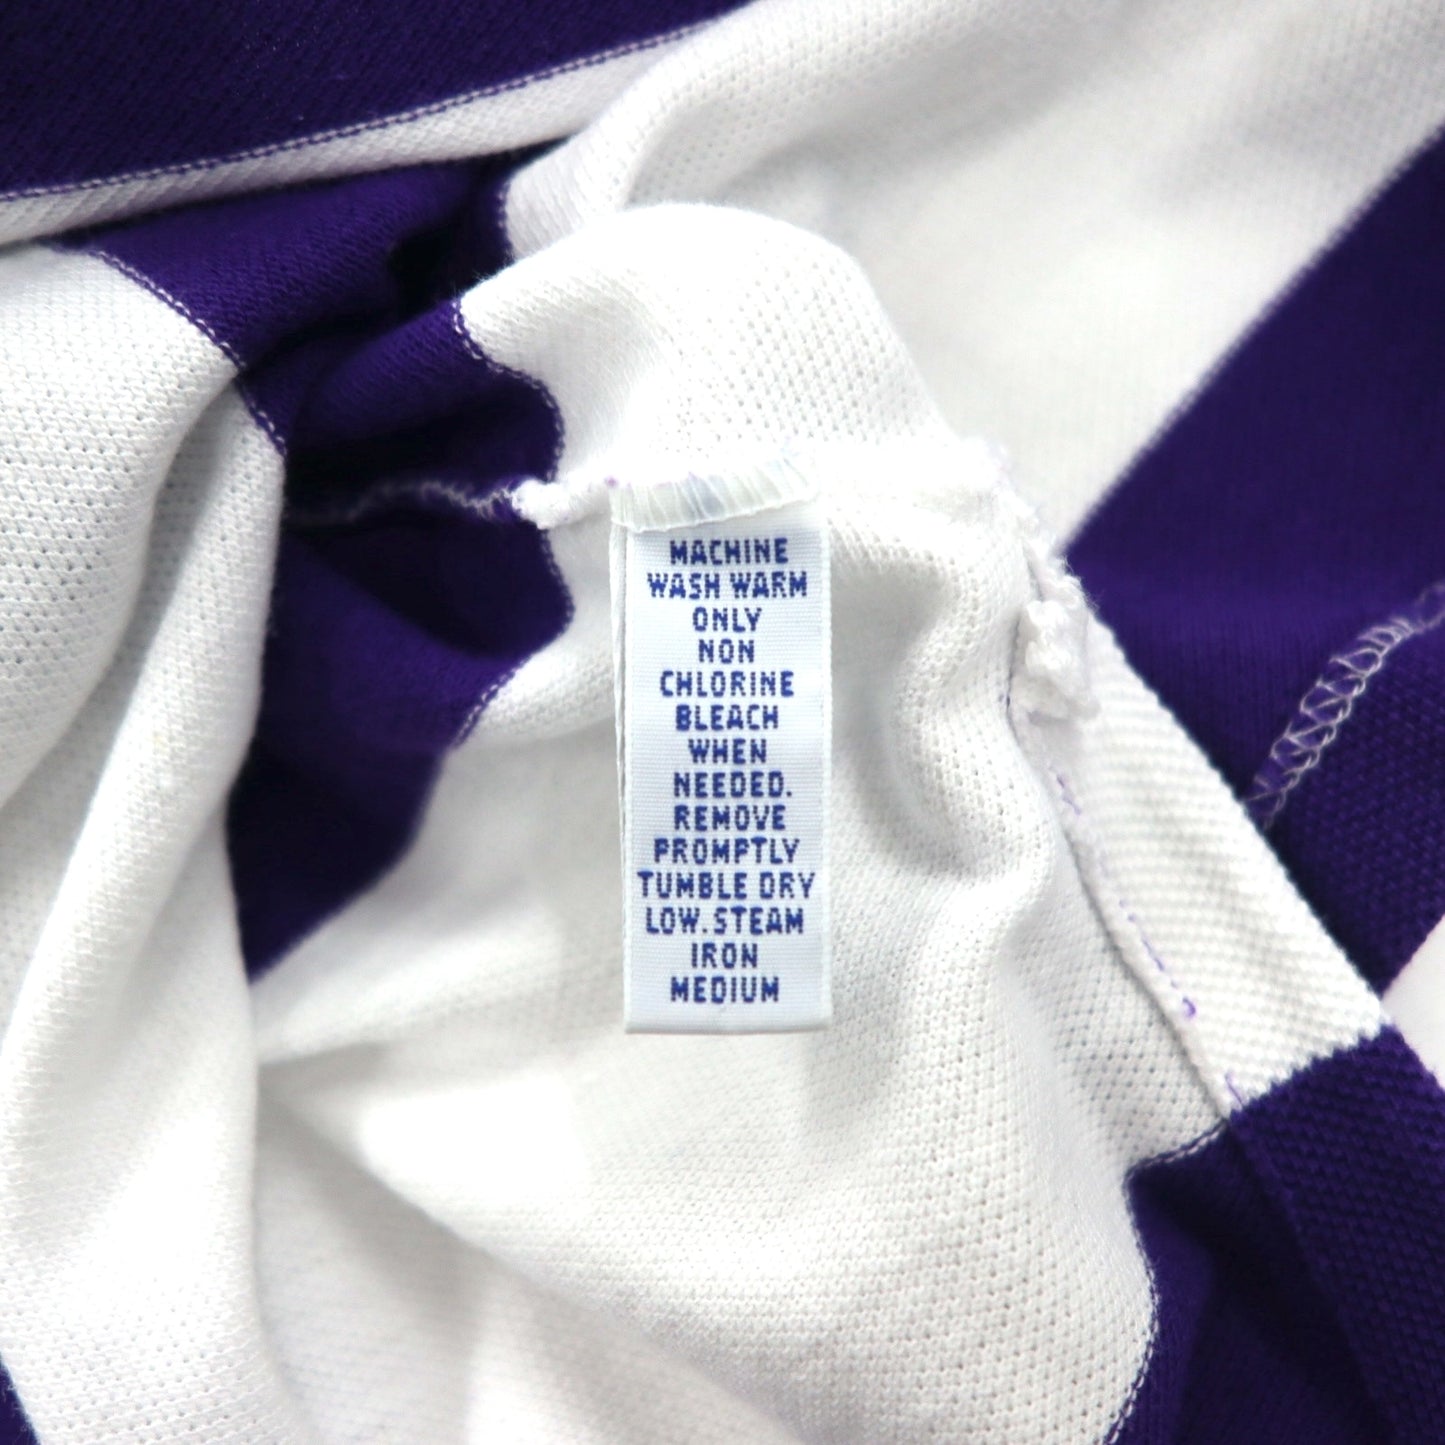 MACHINE
WASH WARM
ONLY
NON
CHLORINE
BLEACH
WHEN
NEEDED.
REMOVE
PROMPTLY
TUMBLE DRY
LOW. STEAM
IRON
MEDIUM